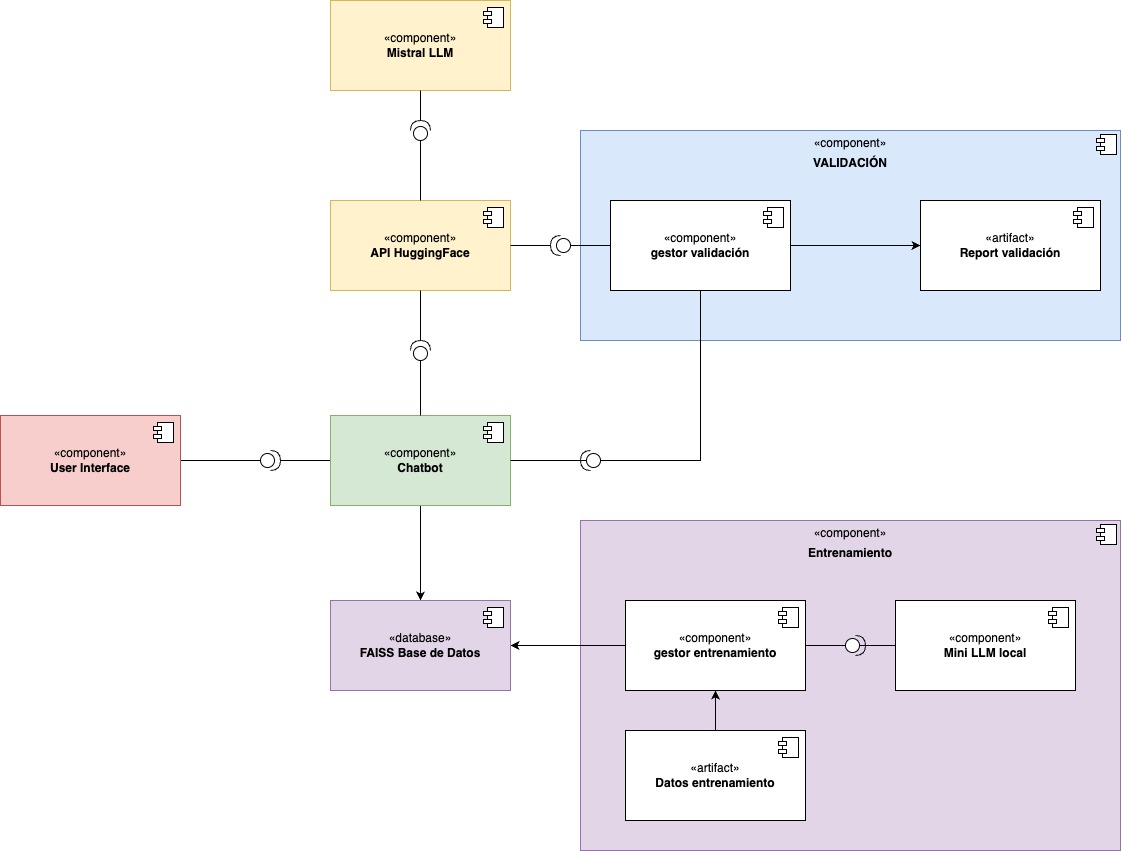 «component»
Mistral LLM
«component»
VALIDACIÓN
«component»
API HuggingFace
«component»
gestor validación
«artifact»
Report validación
«component»
User Interface
«component»
Chatbot
«component»
Entrenamiento
«database»
FAISS Base de Datos
«component»
gestor entrenamiento
«component»
Mini LLM local
«artifact»
Datos entrenamiento